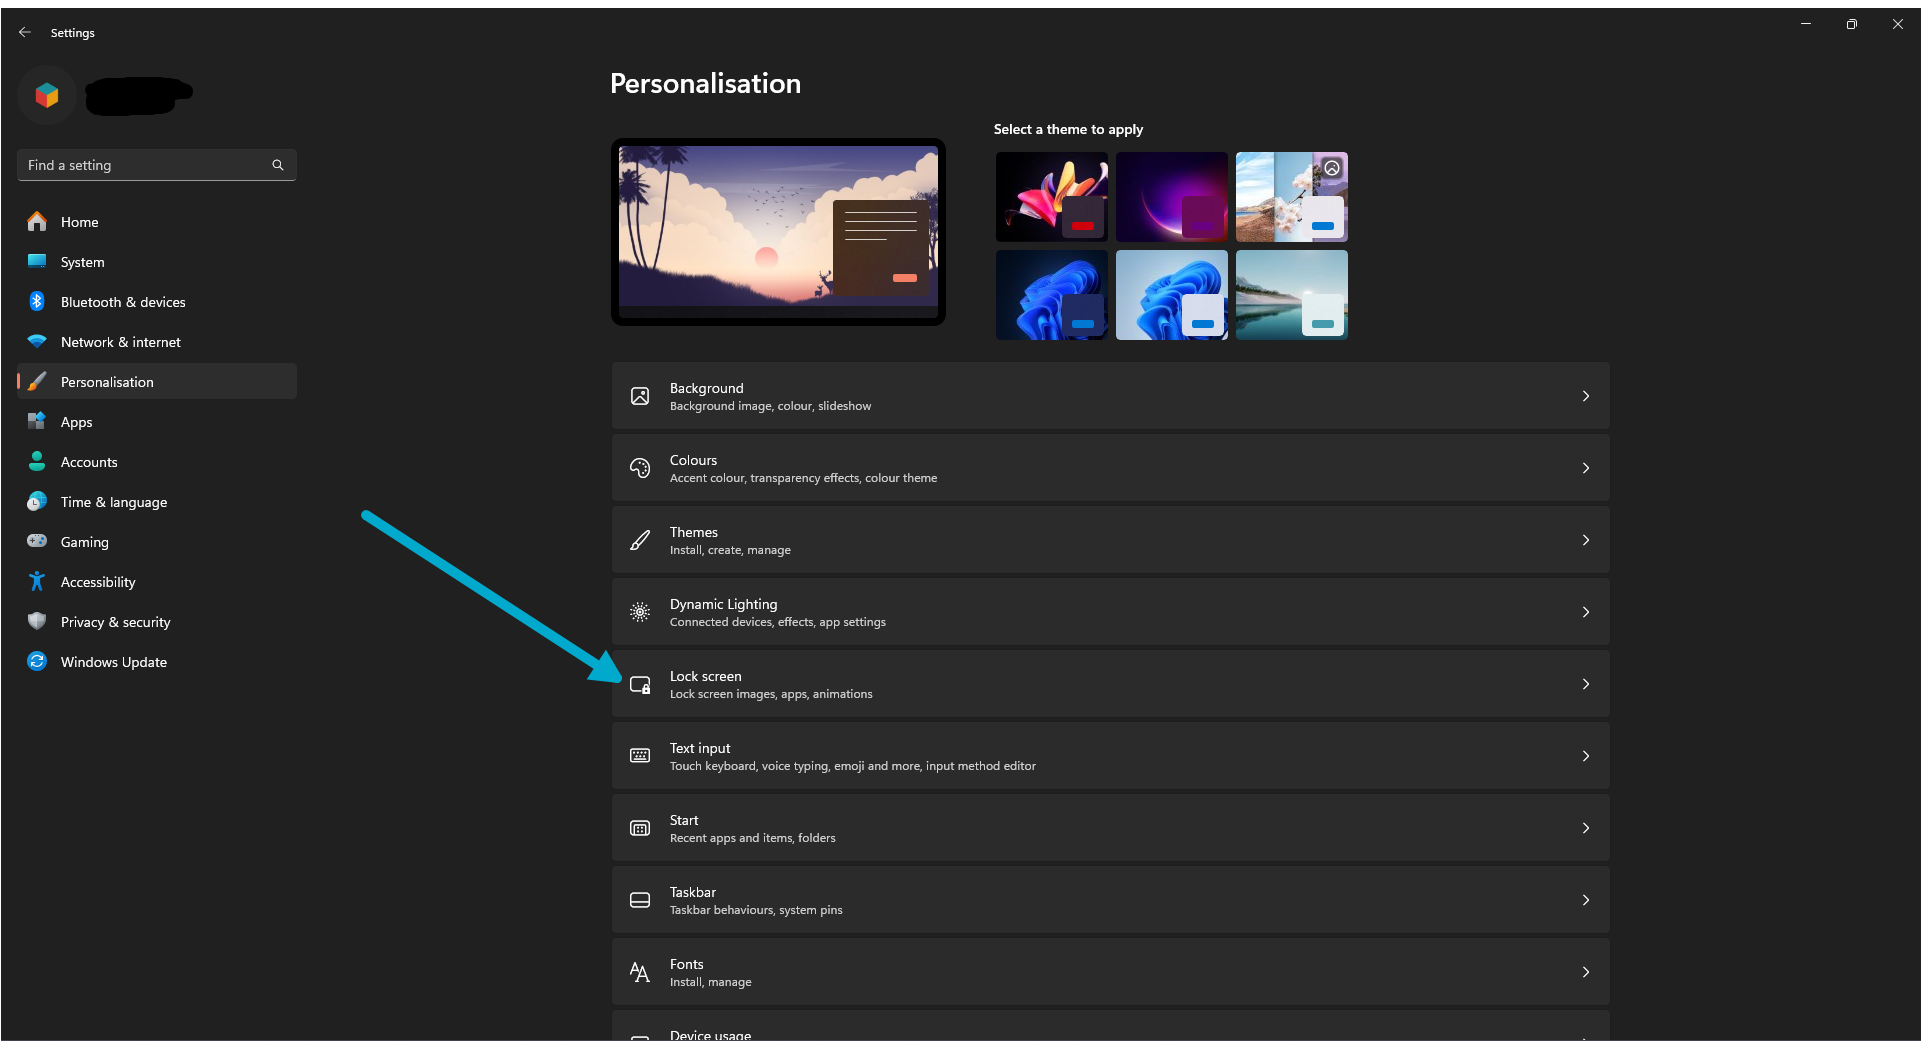 Settings
Find a setting
Home
System
Bluetooth & devices
Network & internet
Personalisation
Apps
Accounts
Time & language
Gaming
Accessibility
Privacy & security
Windows Update
Personalisation
Select a theme to apply
Background
Background image, colour, slideshow
Colours
Accent colour, transparency effects, colour theme
Themes
Install, create, manage
Dynamic Lighting
Connected devices, effects, app settings
Lock screen
Lock screen images, apps, animations
Text input
Touch keyboard, voice typing, emoji and more, input method editor
Start
Recent apps and items, folders
Taskbar
Taskbar behaviours, system pins
Fonts
Install, manage
Device usage